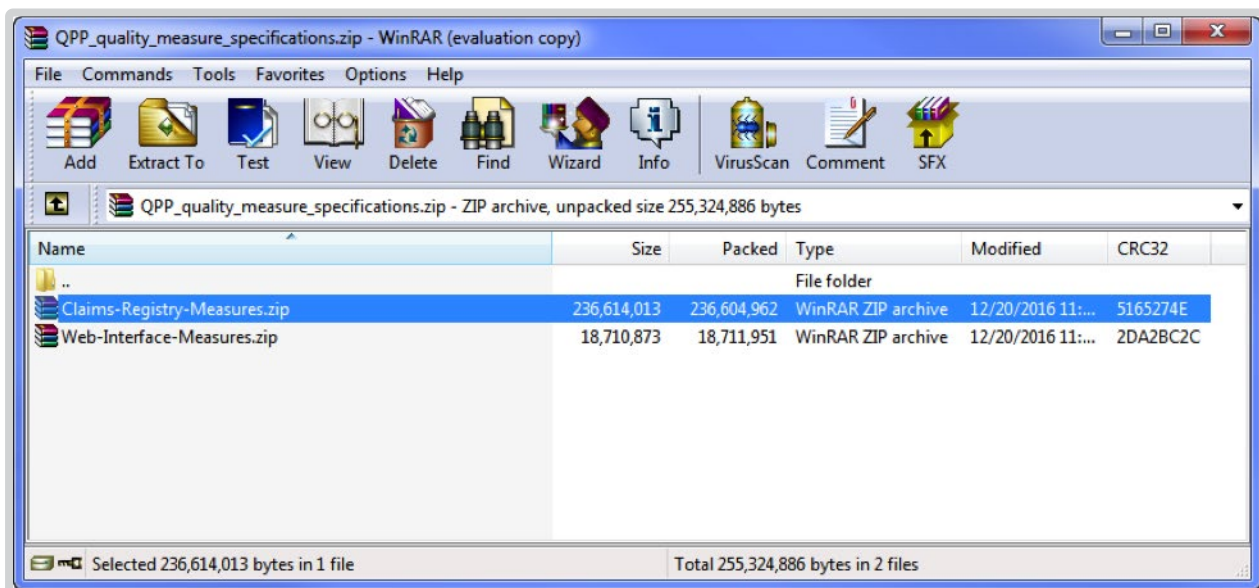 QPP_quality_measure_specifications.zip - WinRAR (evaluation copy)
File Commands Tools Favorites Options Help
Add Extract To Test View Delete Find Wizard Info VirusScan Comment SFX
QPP_quality_measure_specifications.zip - ZIP archive, unpacked size 255,324,886 bytes
Name Size Packed Type Modified CRC32
.. File folder
Claims-Registry-Measures.zip 236,614,013 236,604,962 WinRAR ZIP archive 12/20/2016 11:... 5165274E
Web-Interface-Measures.zip 18,710,873 18,711,951 WinRAR ZIP archive 12/20/2016 11:... 2DA2BC2C
Selected 236,614,013 bytes in 1 file Total 255,324,886 bytes in 2 files